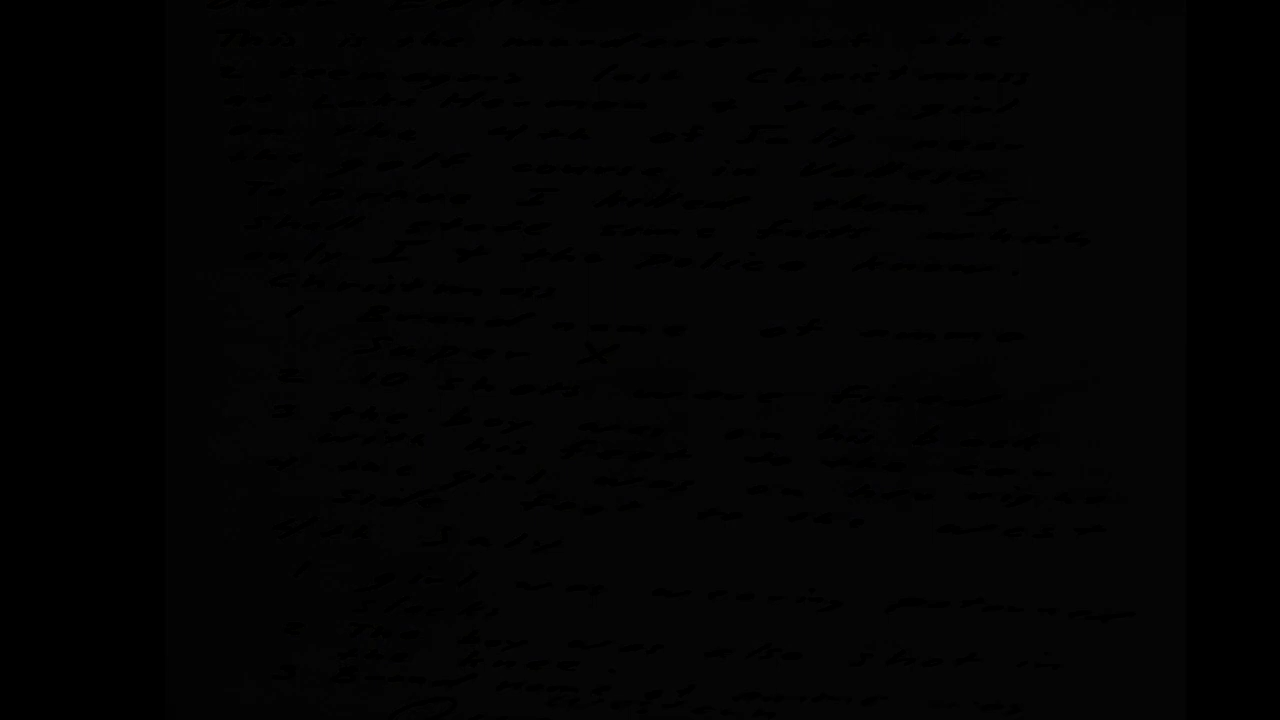 Dear Editor
This is the murderer of the
2 teenagers last Christmass
at Lake Herman + the girl
on the 4th of July near
the golf course in Vallejo
To prove I killed them I
shall state some facts which
only I + the police know.
Christmass
1 Brand name of ammo
Super X
2 10 shots were fired
3 the boy was on his back
with his feet to the car
4 the girl was on her right
side feet to the west
4th July
1 girl was wearing paterned
slacks
2 The boy was also shot in
the knee.
3 Brand name of ammo was